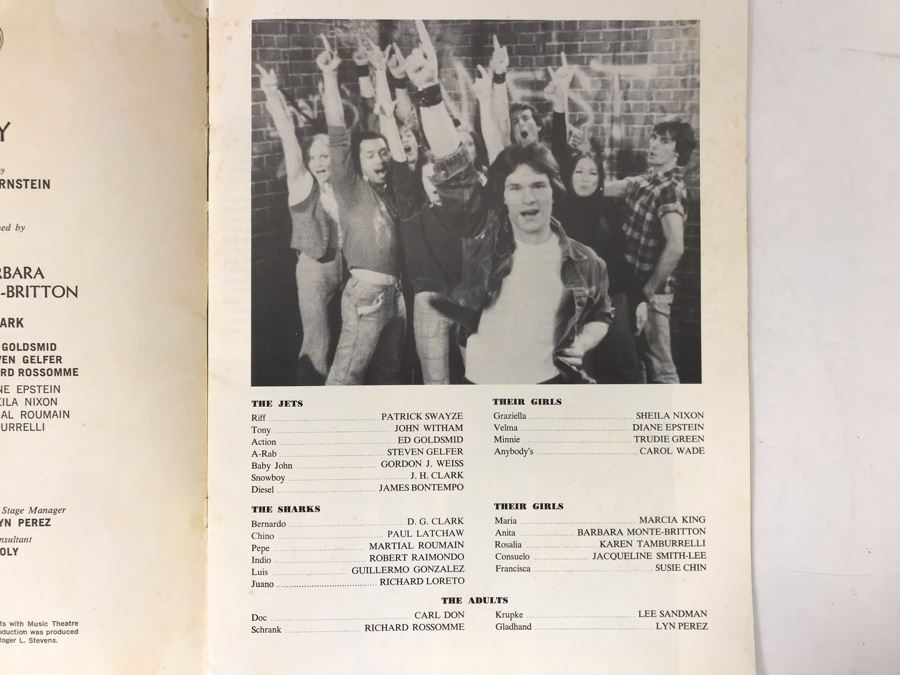 Y
y
RNSTEIN
ed by
RBARA
-BRITTON
ARK
GOLDSMID
EN GELFER
RD ROSSOMME
NE EPSTEIN
EILA NIXON
AL ROUMAIN
URRELLI
Stage Manager
YN PEREZ
nsultant
OLY
ts with Music Theatre
oduction was produced
Roger L. Stevens.
THE JETS
Riff PATRICK SWAYZE
Tony JOHN WITHAM
Action ED GOLDSMID
A-Rab STEVEN GELFER
Baby John GORDON J. WEISS
Snowboy J. H. CLARK
Diesel JAMES BONTEMPO
THEIR GIRLS
Graziella SHEILA NIXON
Velma DIANE EPSTEIN
Minnie TRUDIE GREEN
Anybody's CAROL WADE
THE SHARKS
Bernardo D. G. CLARK
Chino PAUL LATCHAW
Pepe MARTIAL ROUMAIN
Indio ROBERT RAIMONDO
Luis GUILLERMO GONZALEZ
Juano RICHARD LORETO
THEIR GIRLS
Maria MARCIA KING
Anita BARBARA MONTE-BRITTON
Rosalia KAREN TAMBURRELLI
Consuelo JACQUELINE SMITH-LEE
Francisca SUSIE CHIN
THE ADULTS
Doc CARL DON
Schrank RICHARD ROSSOMME
Krupke LEE SANDMAN
Gladhand LYN PEREZ